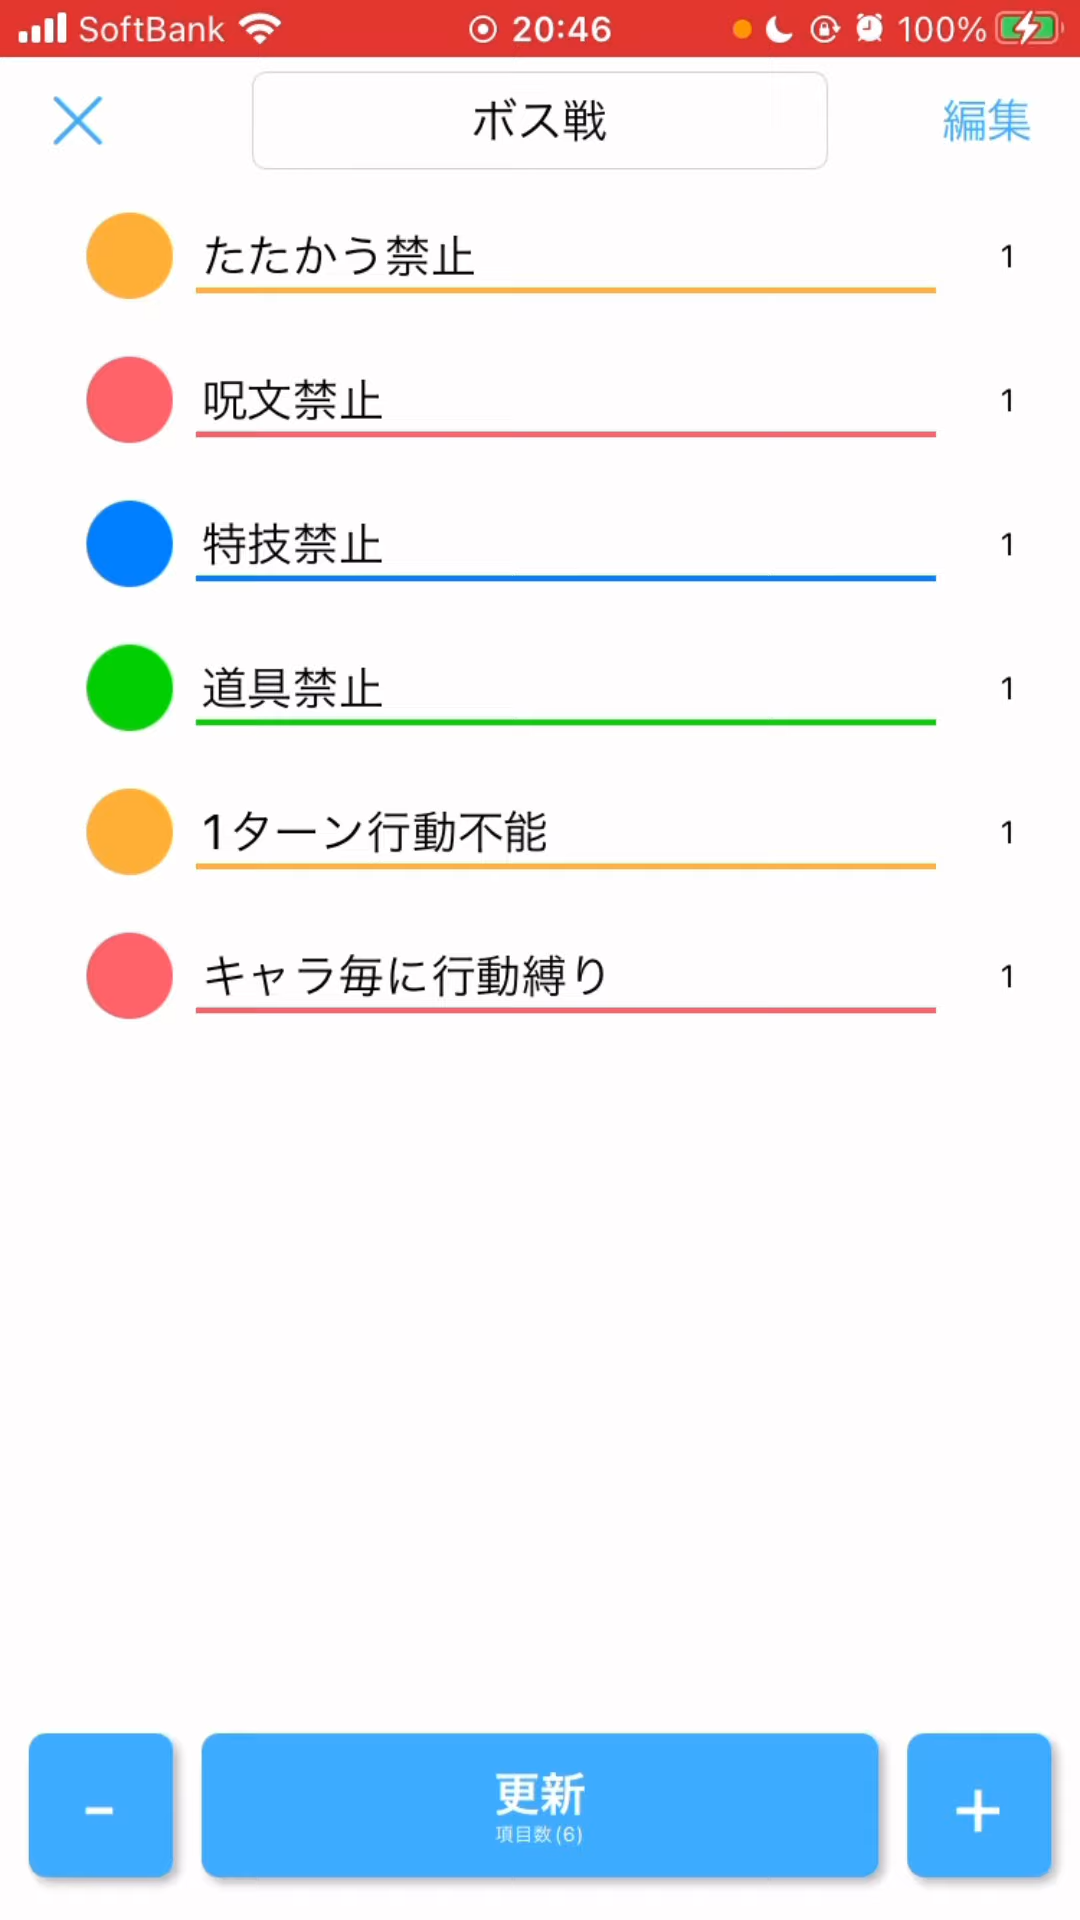 SoftBank 20:46 100%
ボス戦 編集
たたかう禁止 1
呪文禁止 1
特技禁止 1
道具禁止 1
1ターン行動不能 1
キャラ毎に行動縛り 1
- 更新 +
項目数(6)